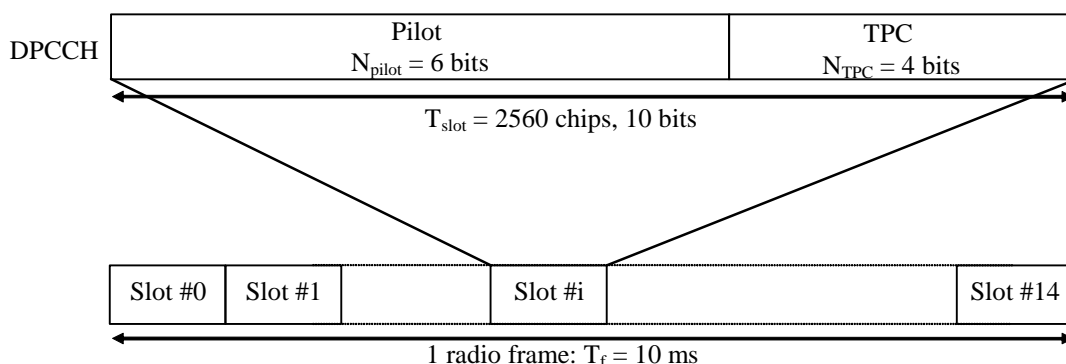 DPCCH
Pilot
N_pilot = 6 bits
TPC
N_TPC = 4 bits
T_slot = 2560 chips, 10 bits
Slot #0
Slot #1
Slot #i
Slot #14
1 radio frame: T_f = 10 ms